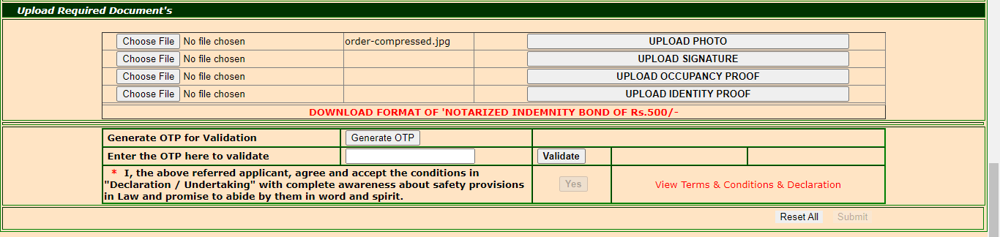 Upload Required Document's
Choose File No file chosen order-compressed.jpg UPLOAD PHOTO
Choose File No file chosen UPLOAD SIGNATURE
Choose File No file chosen UPLOAD OCCUPANCY PROOF
Choose File No file chosen UPLOAD IDENTITY PROOF
DOWNLOAD FORMAT OF 'NOTARIZED INDEMNITY BOND OF Rs.500/-
Generate OTP for Validation Generate OTP
Enter the OTP here to validate Validate
* I, the above referred applicant, agree and accept the conditions in
"Declaration / Undertaking" with complete awareness about safety provisions
in Law and promise to abide by them in word and spirit.
Yes
View Terms & Conditions & Declaration
Reset All Submit